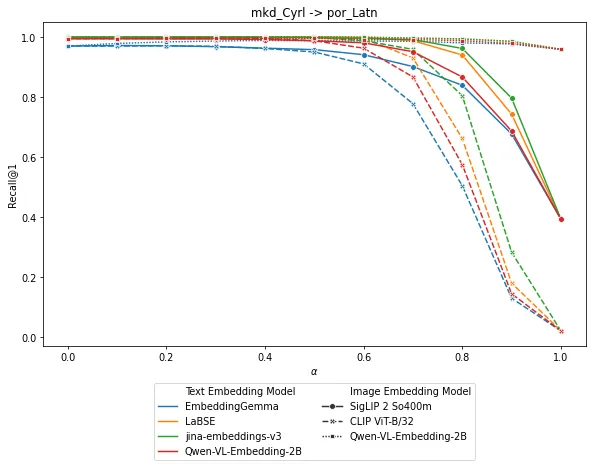 mkd_Cyrl -> por_Latn
Recall@1
1.0
0.8
0.6
0.4
0.2
0.0
0.0 0.2 0.4 0.6 0.8 1.0
α
Text Embedding Model Image Embedding Model
EmbeddingGemma SigLIP 2 So400m
LaBSE CLIP ViT-B/32
jina-embeddings-v3 Qwen-VL-Embedding-2B
Qwen-VL-Embedding-2B